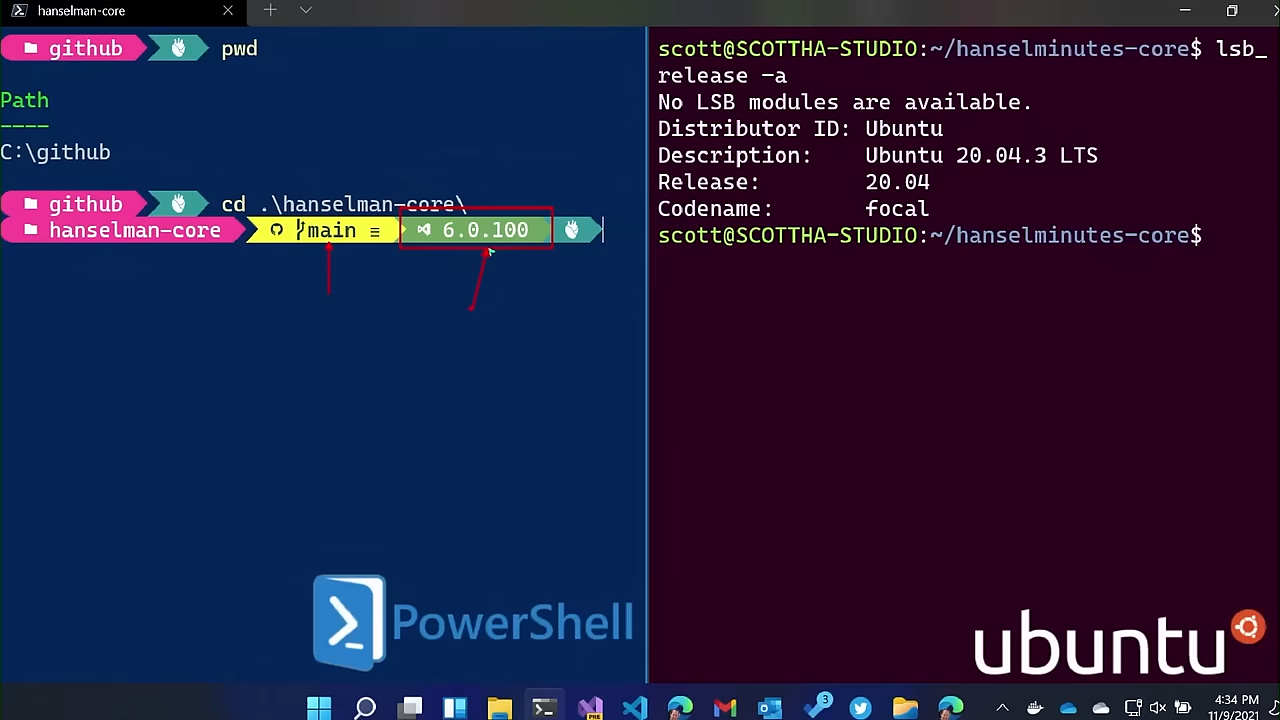 hanselman-core
github pwd
Path
----
C:\github
github cd .\hanselman-core\
hanselman-core main ≡ 6.0.100
PowerShell
scott@SCOTTHA-STUDIO:~/hanselminutes-core$ lsb_
release -a
No LSB modules are available.
Distributor ID: Ubuntu
Description: Ubuntu 20.04.3 LTS
Release: 20.04
Codename: focal
scott@SCOTTHA-STUDIO:~/hanselminutes-core$
ubuntu
PRE
3
4:34 PM
11/9/2021